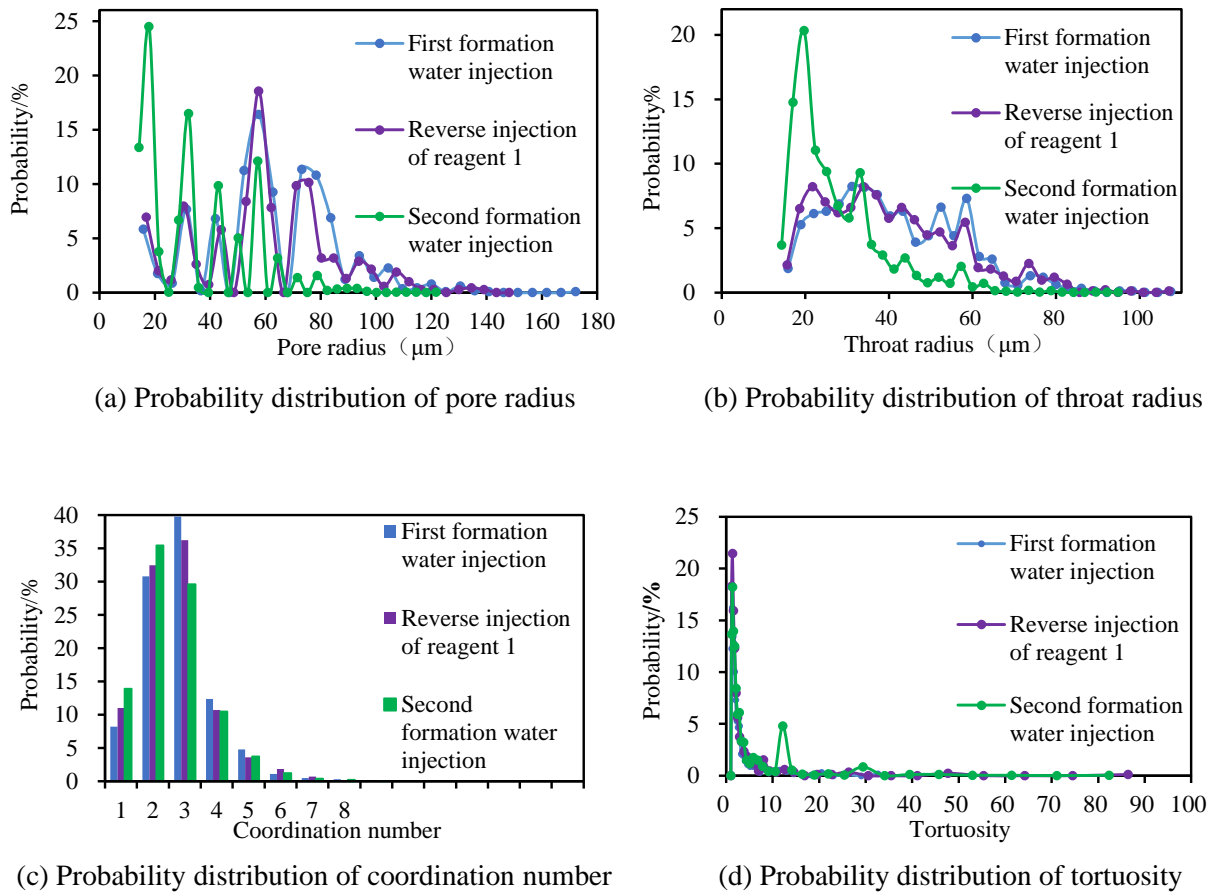 25
20
15
10
5
0
Probability/%
First formation
water injection
Reverse injection
of reagent 1
Second formation
water injection
0 20 40 60 80 100 120 140 160 180
Pore radius（μm）
(a) Probability distribution of pore radius
20
15
10
5
0
Probability%
First formation
water injection
Reverse injection
of reagent 1
Second formation
water injection
0 20 40 60 80 100
Throat radius（μm）
(b) Probability distribution of throat radius
40
35
30
25
20
15
10
5
0
Probability/%
First formation
water injection
Reverse injection
of reagent 1
Second
formation water
injection
1 2 3 4 5 6 7 8
Coordination number
(c) Probability distribution of coordination number
25
20
15
10
5
0
Probability/%
First formation
water injection
Reverse injection
of reagent 1
Second formation
water injection
0 10 20 30 40 50 60 70 80 90 100
Tortuosity
(d) Probability distribution of tortuosity